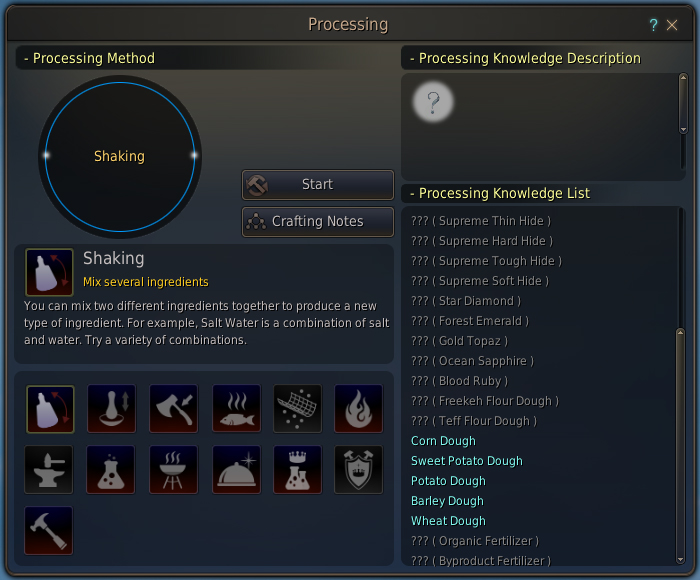 Processing
?
- Processing Method
Shaking
Start
Crafting Notes
Shaking
Mix several ingredients
You can mix two different ingredients together to produce a new
type of ingredient. For example, Salt Water is a combination of salt
and water. Try a variety of combinations.
- Processing Knowledge Description
?
- Processing Knowledge List
??? ( Supreme Thin Hide )
??? ( Supreme Hard Hide )
??? ( Supreme Tough Hide )
??? ( Supreme Soft Hide )
??? ( Star Diamond )
??? ( Forest Emerald )
??? ( Gold Topaz )
??? ( Ocean Sapphire )
??? ( Blood Ruby )
??? ( Freekeh Flour Dough )
??? ( Teff Flour Dough )
Corn Dough
Sweet Potato Dough
Potato Dough
Barley Dough
Wheat Dough
??? ( Organic Fertilizer )
??? ( Byproduct Fertilizer )